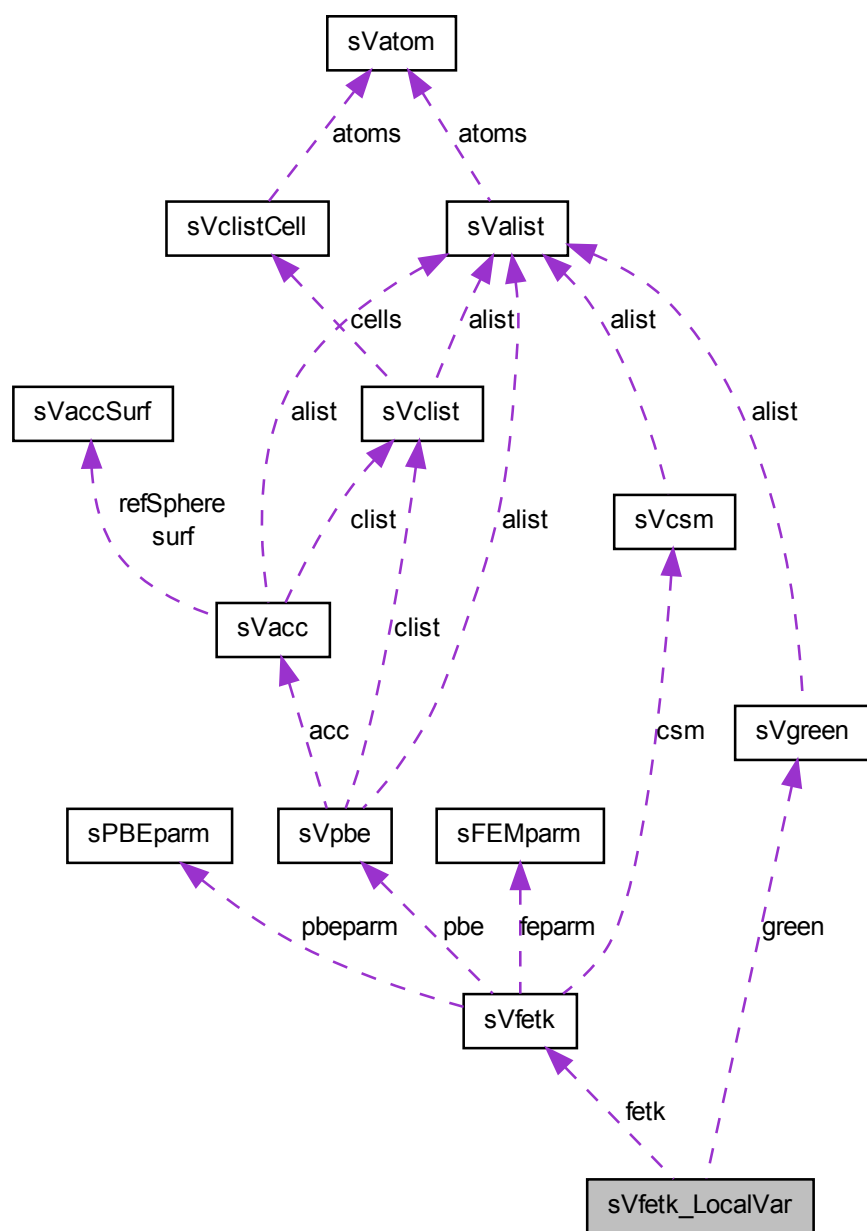 sVatom
atoms
atoms
sVclistCell
sValist
cells
alist
alist
sVaccSurf
alist
sVclist
alist
refSphere
surf
clist
alist
sVcsm
sVacc
clist
acc
csm
sVgreen
sPBEparm
sVpbe
sFEMparm
pbeparm
pbe
feparm
green
sVfetk
fetk
sVfetk_LocalVar